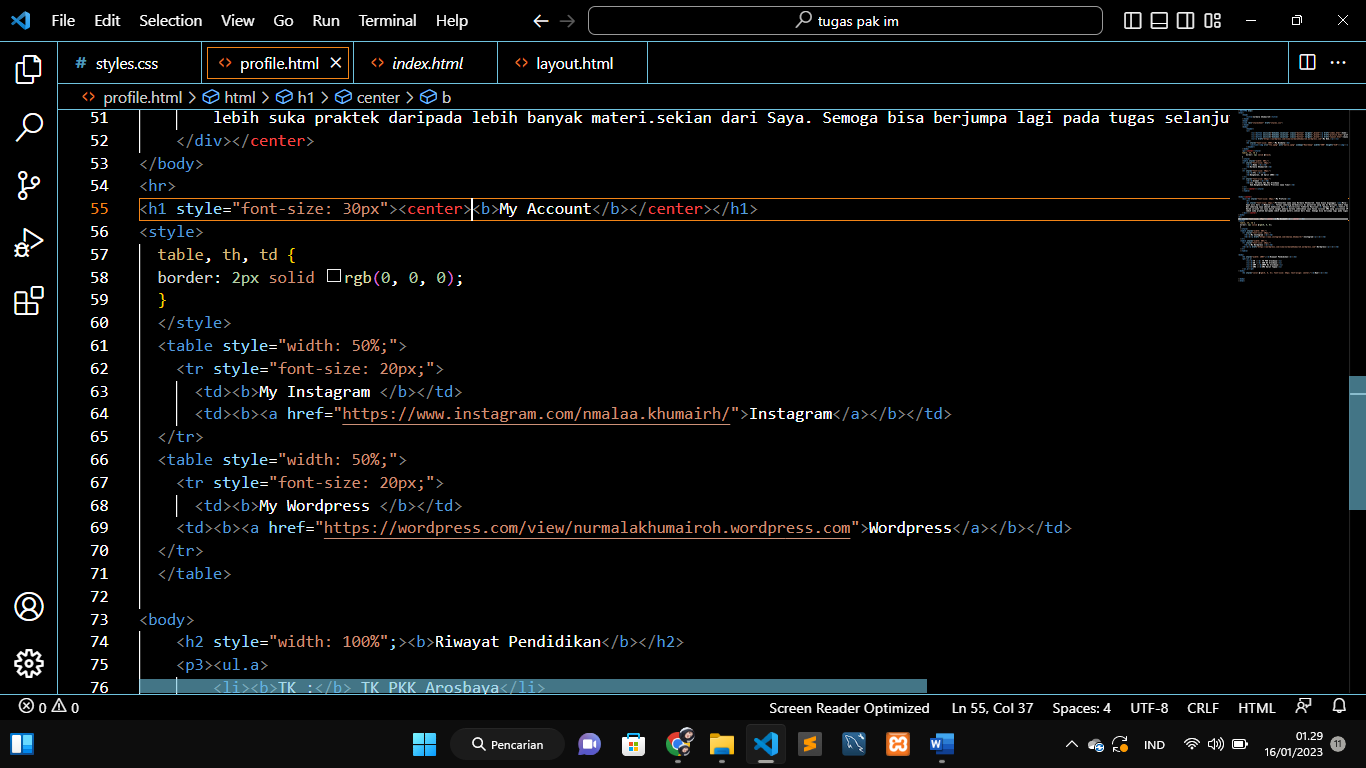 File Edit Selection View Go Run Terminal Help tugas pak im
# styles.css <> profile.html <> index.html <> layout.html
<> profile.html > html > h1 > center > b
51 lebih suka praktek daripada lebih banyak materi.sekian dari Saya. Semoga bisa berjumpa lagi pada tugas selanju
52 </div></center>
53 </body>
54 <hr>
55 <h1 style="font-size: 30px"><center><b>My Account</b></center></h1>
56 <style>
57 table, th, td {
58 border: 2px solid rgb(0, 0, 0);
59 }
60 </style>
61 <table style="width: 50%;">
62 <tr style="font-size: 20px;">
63 <td><b>My Instagram </b></td>
64 <td><b><a href="https://www.instagram.com/nmalaa.khumairh/">Instagram</a></b></td>
65 </tr>
66 <table style="width: 50%;">
67 <tr style="font-size: 20px;">
68 <td><b>My Wordpress </b></td>
69 <td><b><a href="https://wordpress.com/view/nurmalakhumairoh.wordpress.com">Wordpress</a></b></td>
70 </tr>
71 </table>
72
73 <body>
74 <h2 style="width: 100%";><b>Riwayat Pendidikan</b></h2>
75 <p3><ul.a>
76 <li><b>TK :</b> TK PKK Arosbaya</li>
0 0 Screen Reader Optimized Ln 55, Col 37 Spaces: 4 UTF-8 CRLF HTML
Pencarian IND 01.29
16/01/2023 11